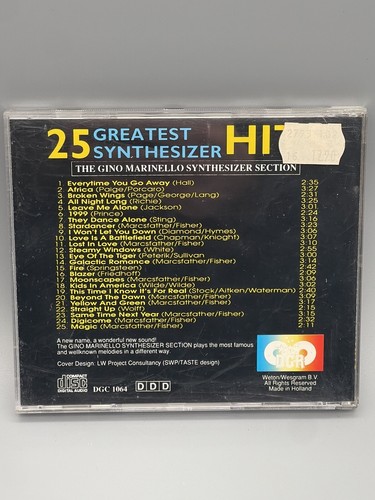 25 GREATEST SYNTHESIZER HIT
THE GINO MARINELLO SYNTHESIZER SECTION
1. Everytime You Go Away (Hall) 2:35
2. Africa (Paige/Porcaro) 3:27
3. Broken Wings (Page/George/Lang) 2:31
4. All Night Long (Richie) 3:25
5. Leave Me Alone (Jackson) 3:01
6. 1999 (Prince) 2:24
7. They Dance Alone (Sting) 3:16
8. Stardancer (Marcsfather/Fisher) 3:23
9. I Won't Let You Down (Diamond/Hymes) 3:01
10. Love Is A Battlefield (Chapman/Knioght)
11. Lost In Love (Marcsfather/Fisher) 3:10
12. Steamy Windows (White) 2:55
13. Eye Of The Tiger (Peterik/Sullivan) 3:00
14. Galactic Romance (Marcsfather/Fisher) 3:14
15. Fire (Springsteen) 2:42
16. Blazer (Friedhoff) 2:09
17. Moonscapes (Marcsfather/Fisher) 3:02
18. Kids In America (Wilde/Wilde)
19. This Time I Know It's For Real (Stock/Aitken/Waterman) 2:40
20. Beyond The Dawn (Marcsfather/Fisher) 3:09
21. Yellow And Green (Marcsfather/Fisher) 3:17
22. Straight Up (Wolff) 2:15
23. Same Time Next Year (Marcsfather/Fisher) 3:18
24. Digicome (Marcsfather/Fisher) 2:32
25. Magic (Marcsfather/Fisher) 2:11
A new name, a wonderful new sound!
The GINO MARINELLO SYNTHESIZER SECTION plays the most famous
and wellknown melodies in a different way.
Cover Design: LW Project Consultancy (SWP/TASTE design)
COMPACT
disc
DIGITAL AUDIO
DGC 1064
DDD
DGR
Weton/Wesgram B.V.
All Rights Reserved
Made in Holland